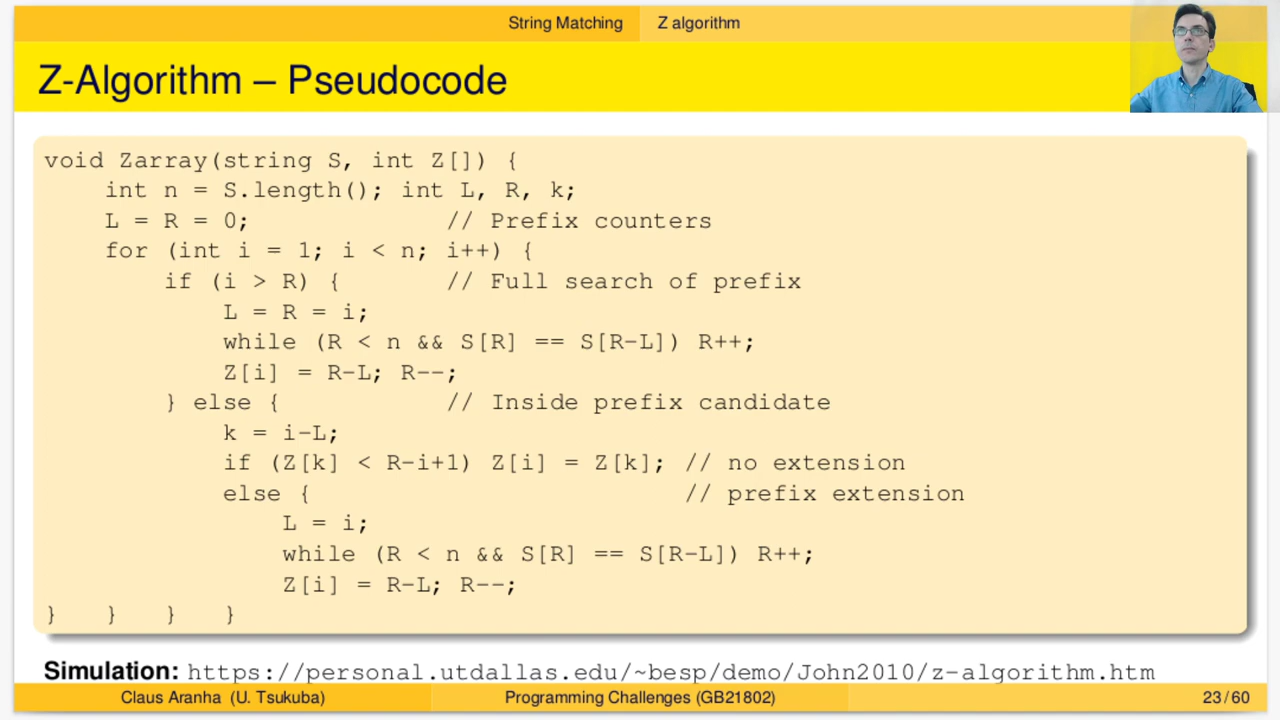 String Matching Z algorithm
Z-Algorithm – Pseudocode
void Zarray(string S, int Z[]) {
int n = S.length(); int L, R, k;
L = R = 0; // Prefix counters
for (int i = 1; i < n; i++) {
if (i > R) { // Full search of prefix
L = R = i;
while (R < n && S[R] == S[R-L]) R++;
Z[i] = R-L; R--;
} else { // Inside prefix candidate
k = i-L;
if (Z[k] < R-i+1) Z[i] = Z[k]; // no extension
else { // prefix extension
L = i;
while (R < n && S[R] == S[R-L]) R++;
Z[i] = R-L; R--;
} } } }
Simulation: https://personal.utdallas.edu/~besp/demo/John2010/z-algorithm.htm
Claus Aranha (U. Tsukuba) Programming Challenges (GB21802) 23 / 60